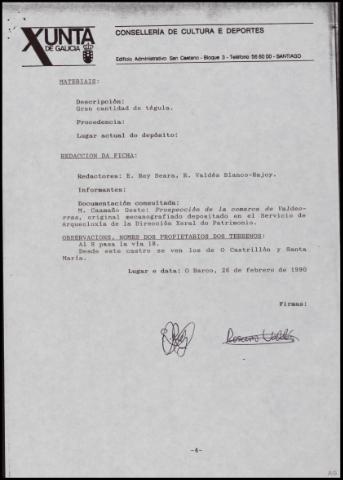 XUNTA
DE GALICIA
CONSELLERÍA DE CULTURA E DEPORTES
Edificio Administrativo San Caetano - Bloque 3 - Teléfono 56 60 00 - SANTIAGO
MATERIAIS:
Descripción:
Gran cantidad de tégula.
Procedencia:
Lugar actual do depósito:
REDACCION DA FICHA:
Redactores: E. Rey Seara, R. Valdés Blanco-Rajoy.
Informantes:
Documentación consultada:
M. Caamaño Gesto: Prospección de la comarca de Valdeo-
rras, original mecanografiado depositado en el Servicio de
Arqueoloxía de la Dirección Xeral do Patrimonio.
OBSERVACIONS, NOMES DOS PROPIETARIOS DOS TERREOS:
Al N pasa la vía 18.
Desde este castro se ven los de O Castrillón y Santa
María.
Lugar e data: O Barco, 26 de febrero de 1990
Firmas:
-4-